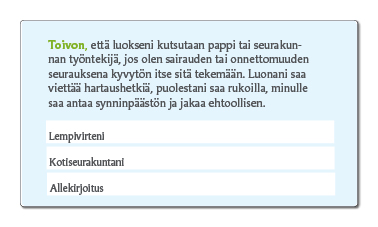 Toivon, että luokseni kutsutaan pappi tai seurakun-
nan työntekijä, jos olen sairauden tai onnettomuuden
seurauksena kyvytön itse sitä tekemään. Luonani saa
viettää hartaushetkiä, puolestani saa rukoilla, minulle
saa antaa synninpäästön ja jakaa ehtoollisen.
Lempivirteni
Kotiseurakuntani
Allekirjoitus